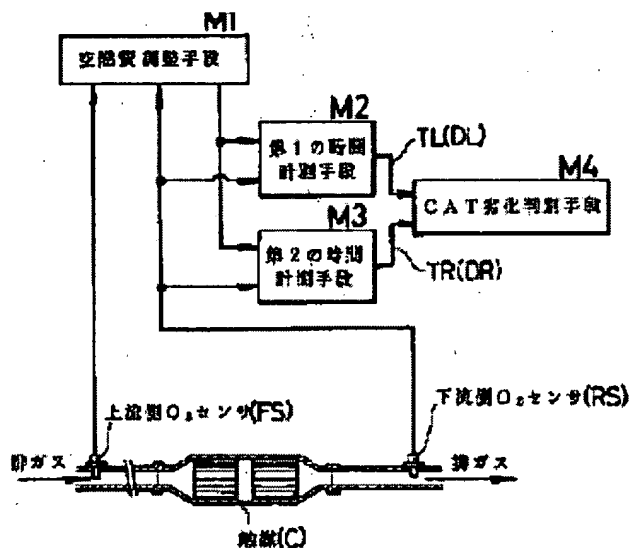 M1
空燃費調整手段
M2
第1の時間
計測手段
TL(DL)
M4
CAT劣化判別手段
M3
第2の時間
計測手段
TR(DR)
上流側O₂センサ(FS)
下流側O₂センサ(RS)
排ガス
排ガス
触媒(C)